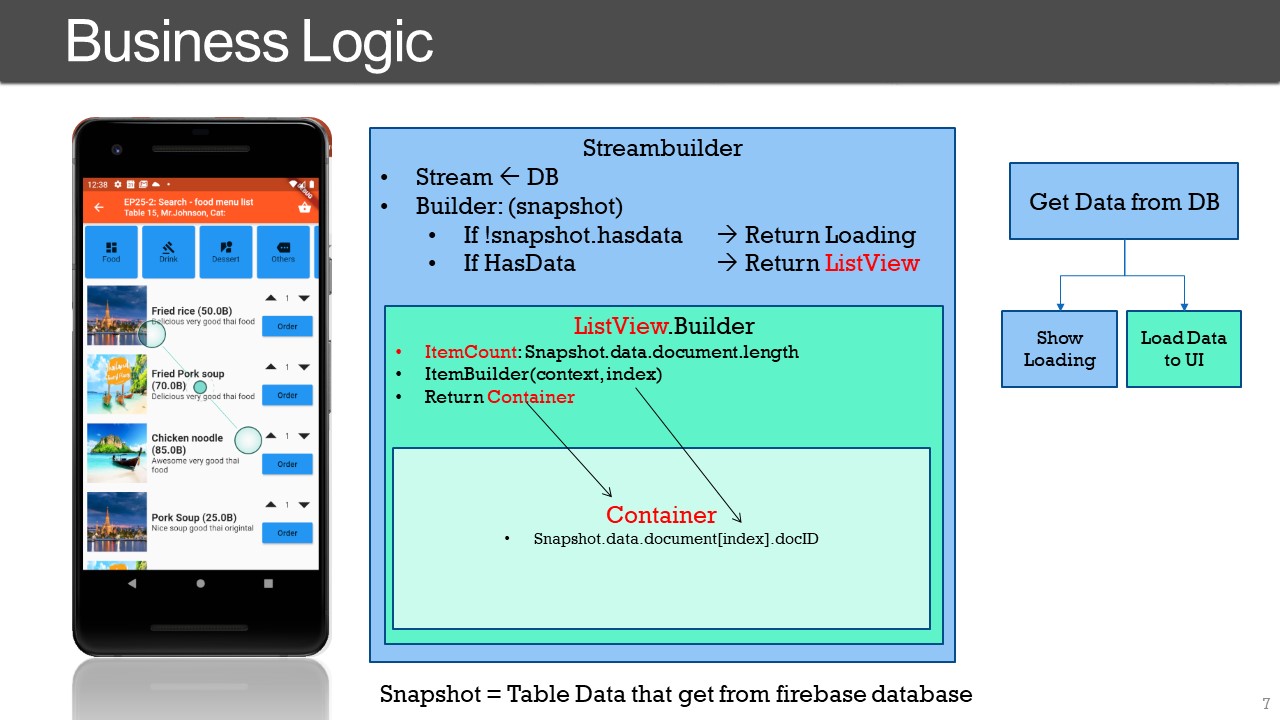 Business Logic
12:38
DEBUG
EP25-2: Search - food menu list
Table 15, Mr.Johnson, Cat:
Food
Drink
Dessert
Others
Fried rice (50.0B)
Delicious very good thai food
1
Order
Fried Pork soup
(70.0B)
Delicious very good thai food
1
Order
Chicken noodle
(85.0B)
Awesome very good thai
food
1
Order
Pork Soup (25.0B)
Nice soup good thai origintal
1
Order
Streambuilder
• Stream ← DB
• Builder: (snapshot)
• If !snapshot.hasdata → Return Loading
• If HasData → Return ListView
ListView.Builder
• ItemCount: Snapshot.data.document.length
• ItemBuilder(context, index)
• Return Container
Container
• Snapshot.data.document[index].docID
Get Data from DB
Show
Loading
Load Data
to UI
Snapshot = Table Data that get from firebase database
7